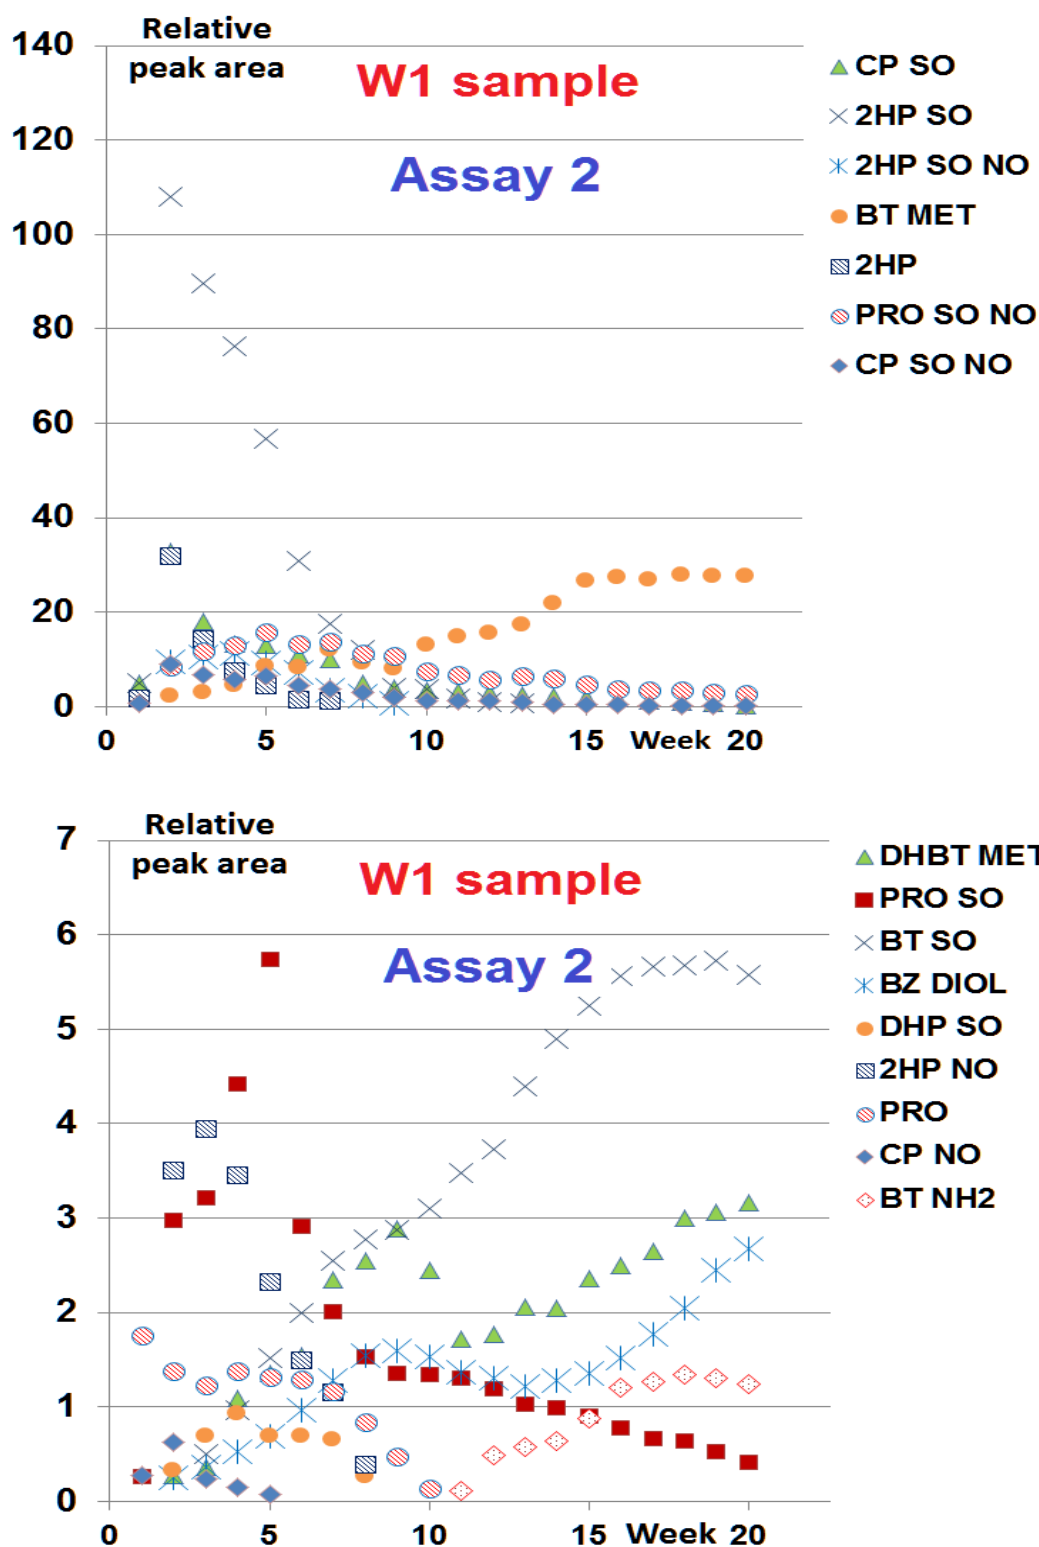 Relative
peak area
W1 sample
Assay 2
140
120
100
80
60
40
20
0
0 5 10 15 Week 20
CP SO
2HP SO
2HP SO NO
BT MET
2HP
PRO SO NO
CP SO NO
Relative
peak area
W1 sample
Assay 2
7
6
5
4
3
2
1
0
0 5 10 15 Week 20
DHBT MET
PRO SO
BT SO
BZ DIOL
DHP SO
2HP NO
PRO
CP NO
BT NH2